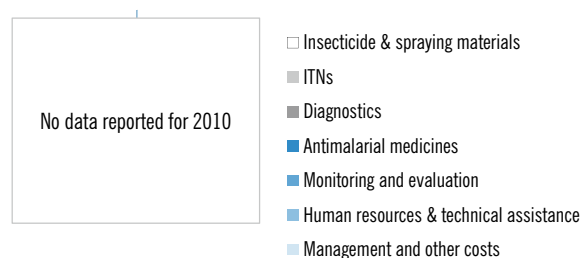 No data reported for 2010
Insecticide & spraying materials
ITNs
Diagnostics
Antimalarial medicines
Monitoring and evaluation
Human resources & technical assistance
Management and other costs